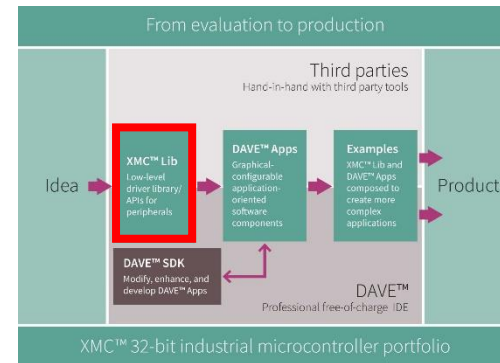 From evaluation to production
Third parties
Hand-in-hand with third party tools
Idea
XMC™ Lib
Low-level
driver library/
APIs for
peripherals
DAVE™ Apps
Graphical-
configurable
application-
oriented
software
components
Examples
XMC™ Lib and
DAVE™ Apps
composed to
create more
complex
applications
Product
DAVE™ SDK
Modify, enhance, and
develop DAVE™ Apps
DAVE™
Professional free-of-charge IDE
XMC™ 32-bit industrial microcontroller portfolio